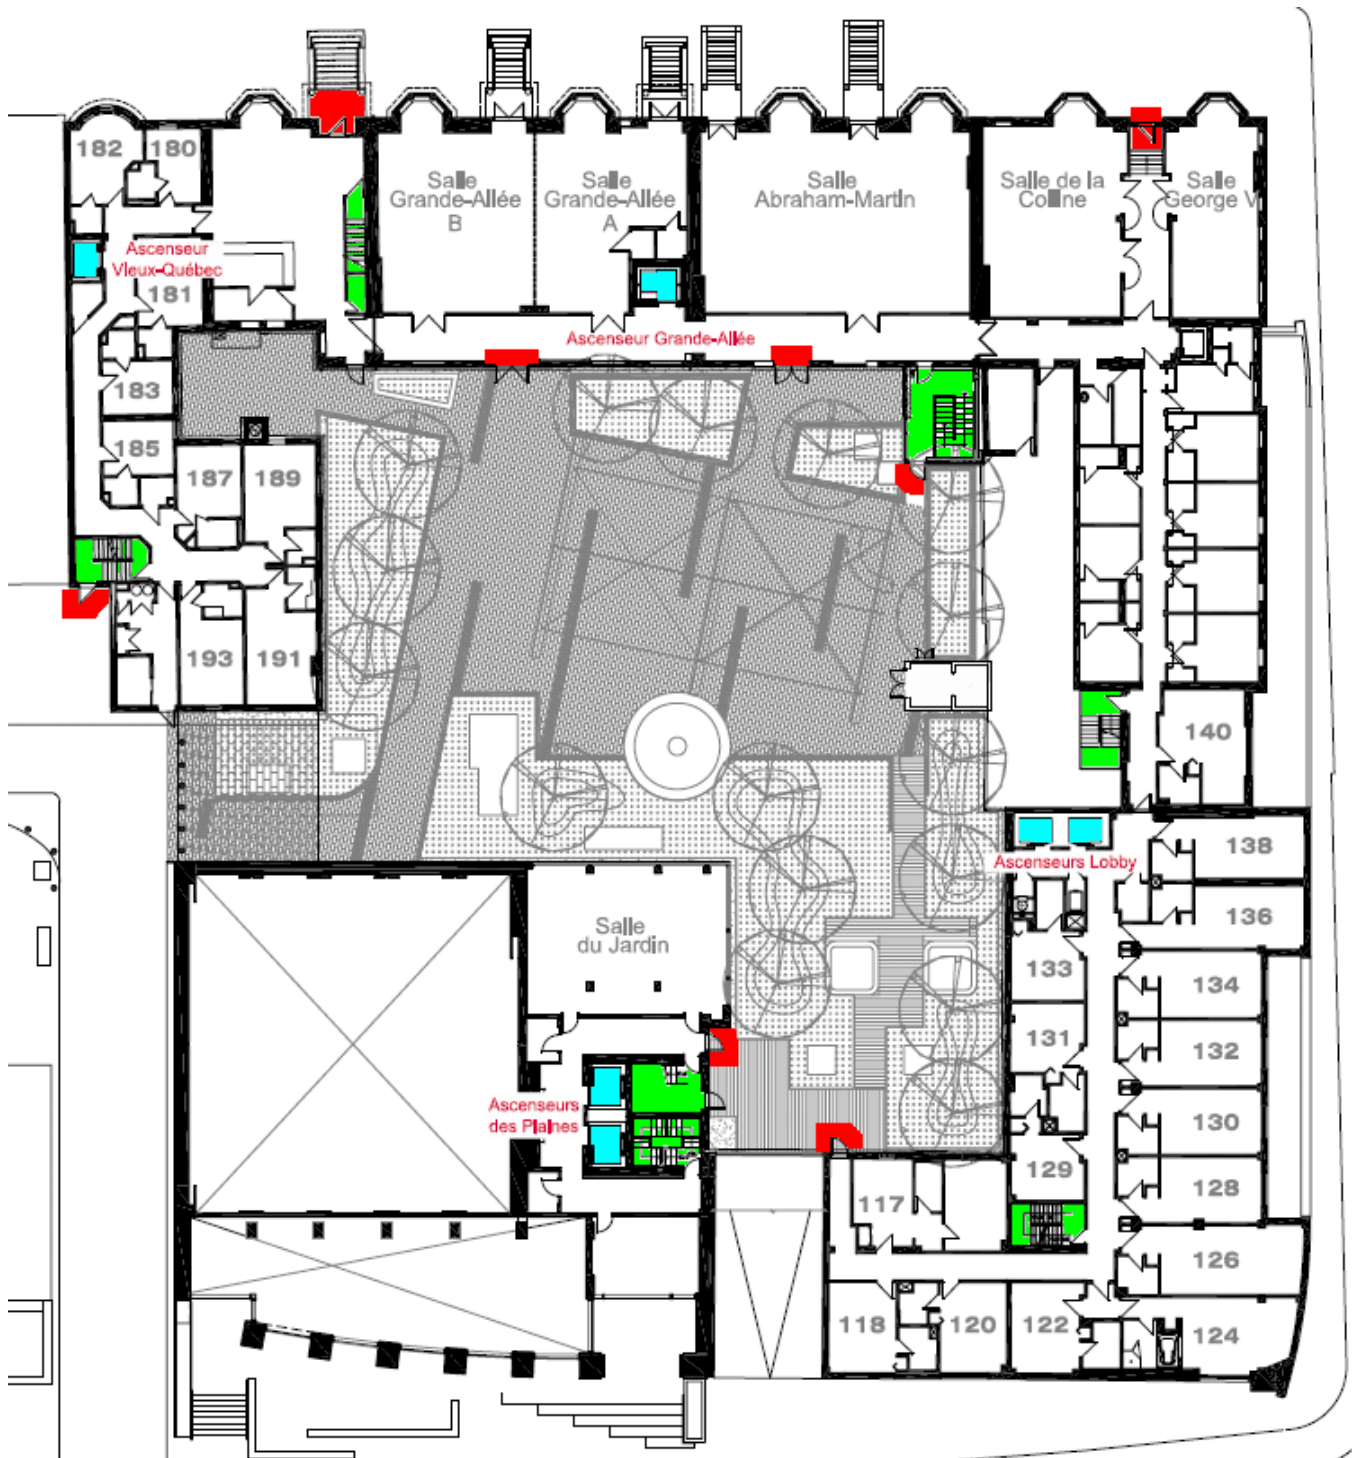 182
180
Salle
Grande-Allée
B
Salle
Grande-Allée
A
Salle
Abraham-Martin
Salle de la
Colline
Salle
George V
Ascenseur
Vieux-Québec
181
Ascenseur Grande-Allée
183
185
187
189
193
191
140
Ascenseurs Lobby
138
136
Salle
du Jardin
133
134
131
132
Ascenseurs
des Plaines
130
129
128
117
126
118
120
122
124